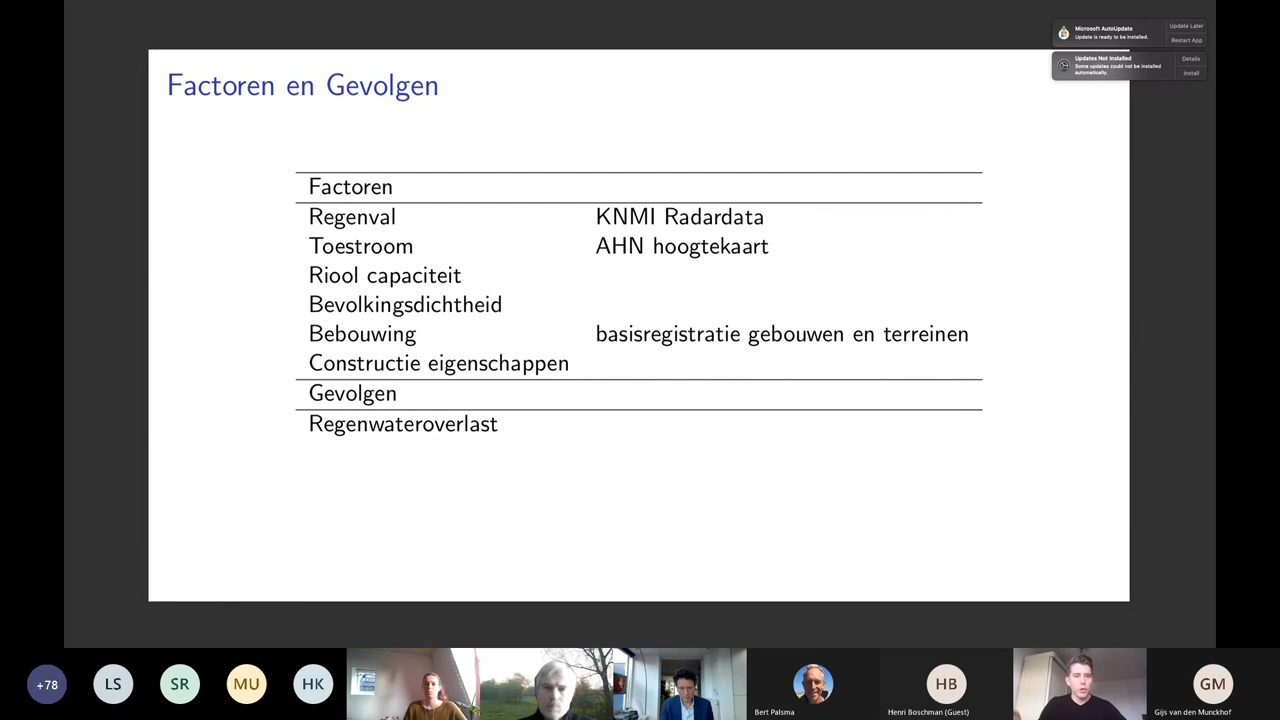 Microsoft AutoUpdate
Update is ready to be installed.
Update Later
Restart App
Updates Not Installed
Some updates could not be installed
automatically.
Details
Install
Factoren en Gevolgen
Factoren
Regenval KNMI Radardata
Toestroom AHN hoogtekaart
Riool capaciteit
Bevolkingsdichtheid
Bebouwing basisregistratie gebouwen en terreinen
Constructie eigenschappen
Gevolgen
Regenwateroverlast
+78
LS
SR
MU
HK
Bert Palsma
HB
Henri Boschman (Guest)
GM
Gijs van den Munckhof